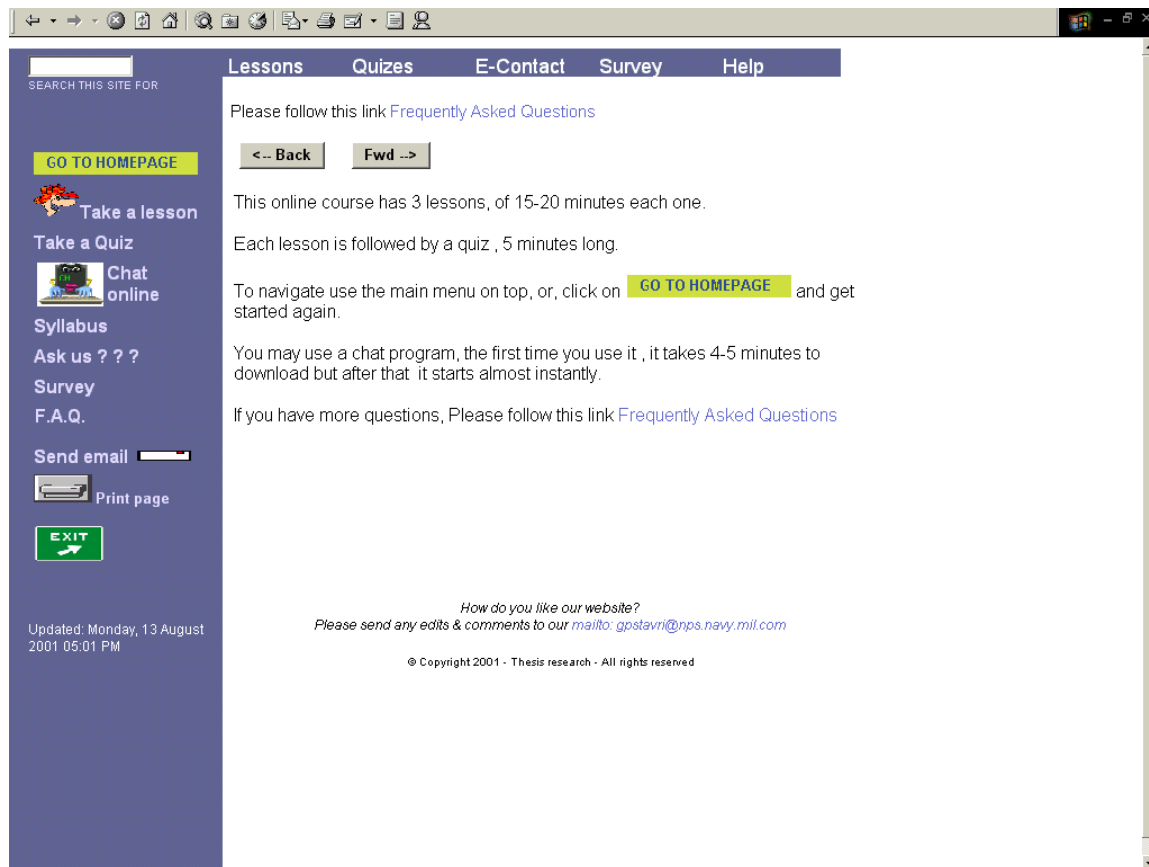 Lessons Quizes E-Contact Survey Help
SEARCH THIS SITE FOR
Please follow this link Frequently Asked Questions
GO TO HOMEPAGE
<-- Back Fwd -->
Take a lesson
Take a Quiz
Chat
online
Syllabus
Ask us ? ? ?
Survey
F.A.Q.
Send email
Print page
EXIT
Updated: Monday, 13 August
2001 05:01 PM
This online course has 3 lessons, of 15-20 minutes each one.
Each lesson is followed by a quiz , 5 minutes long.
To navigate use the main menu on top, or, click on GO TO HOMEPAGE and get
started again.
You may use a chat program, the first time you use it , it takes 4-5 minutes to
download but after that it starts almost instantly.
If you have more questions, Please follow this link Frequently Asked Questions
How do you like our website?
Please send any edits & comments to our mailto: gpstavri@nps.navy.mil.com
© Copyright 2001 - Thesis research - All rights reserved